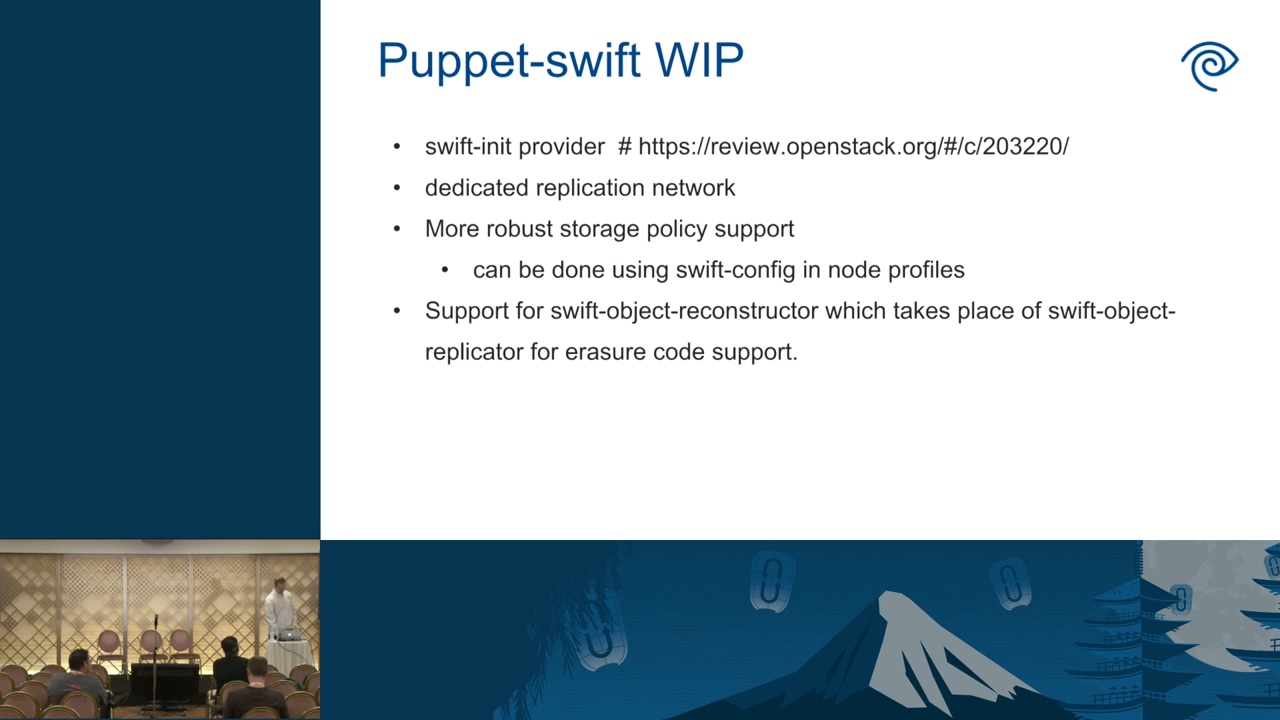 Puppet-swift WIP
• swift-init provider # https://review.openstack.org/#/c/203220/
• dedicated replication network
• More robust storage policy support
• can be done using swift-config in node profiles
• Support for swift-object-reconstructor which takes place of swift-object-
replicator for erasure code support.